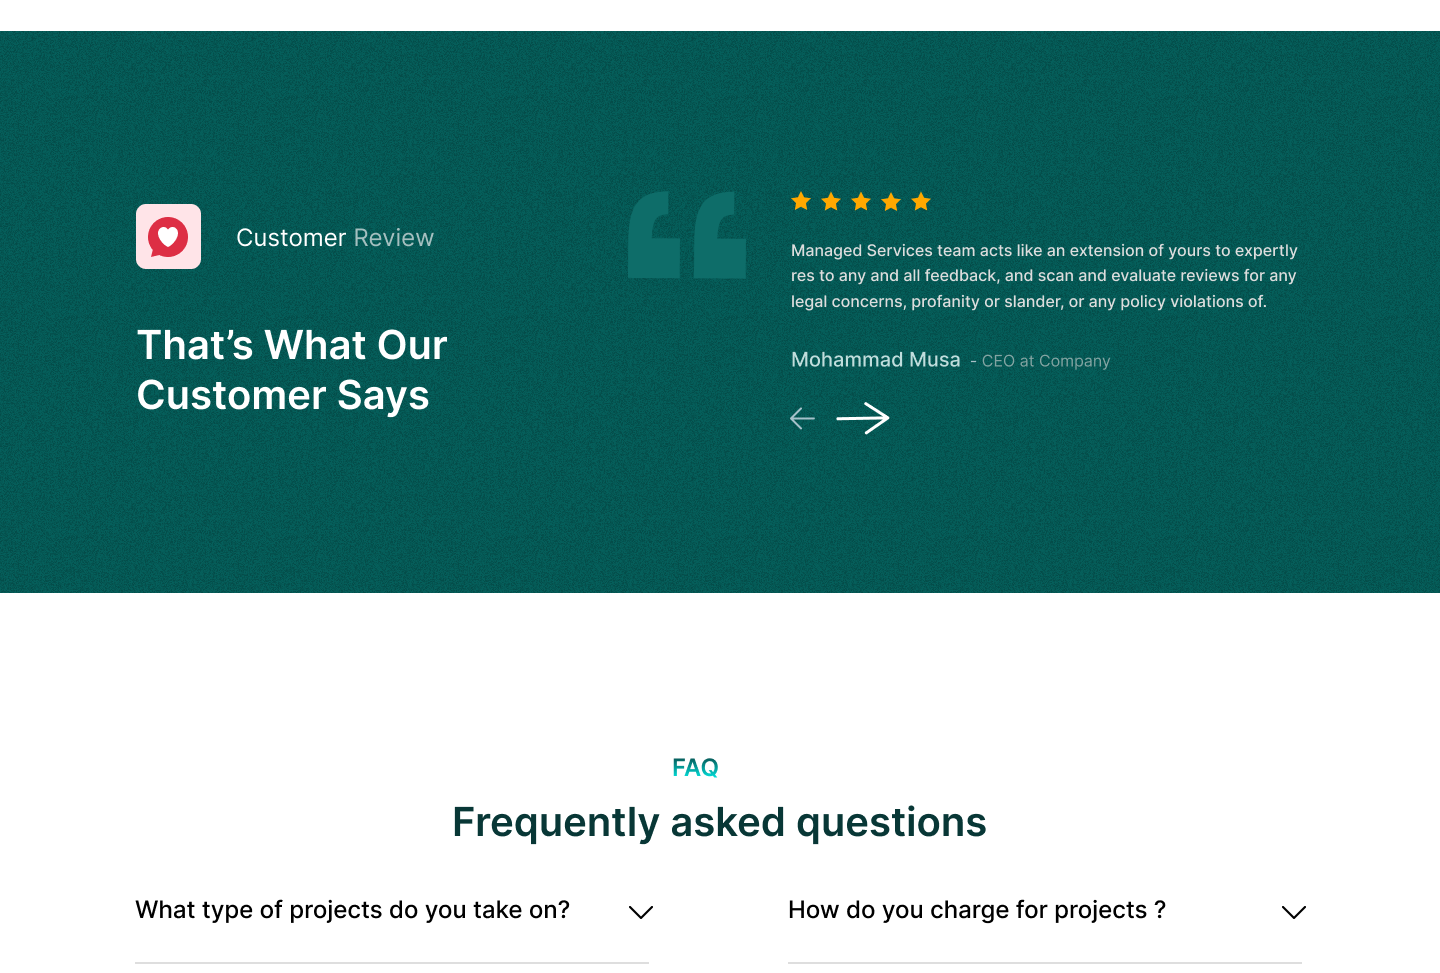 Customer Review
That’s What Our
Customer Says
Managed Services team acts like an extension of yours to expertly
res to any and all feedback, and scan and evaluate reviews for any
legal concerns, profanity or slander, or any policy violations of.
Mohammad Musa - CEO at Company
FAQ
Frequently asked questions
What type of projects do you take on?
How do you charge for projects ?